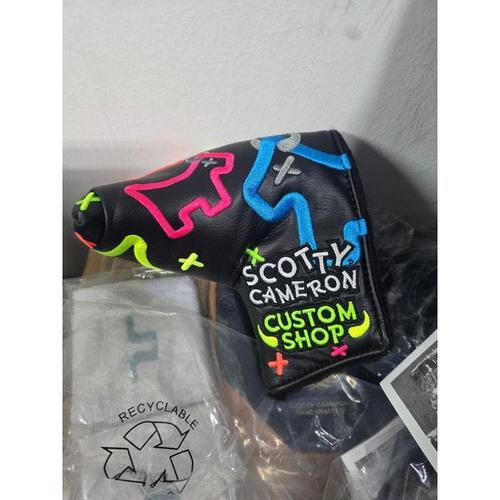 SCOTTY
CAMERON
CUSTOM
SHOP
RECYCLABLE